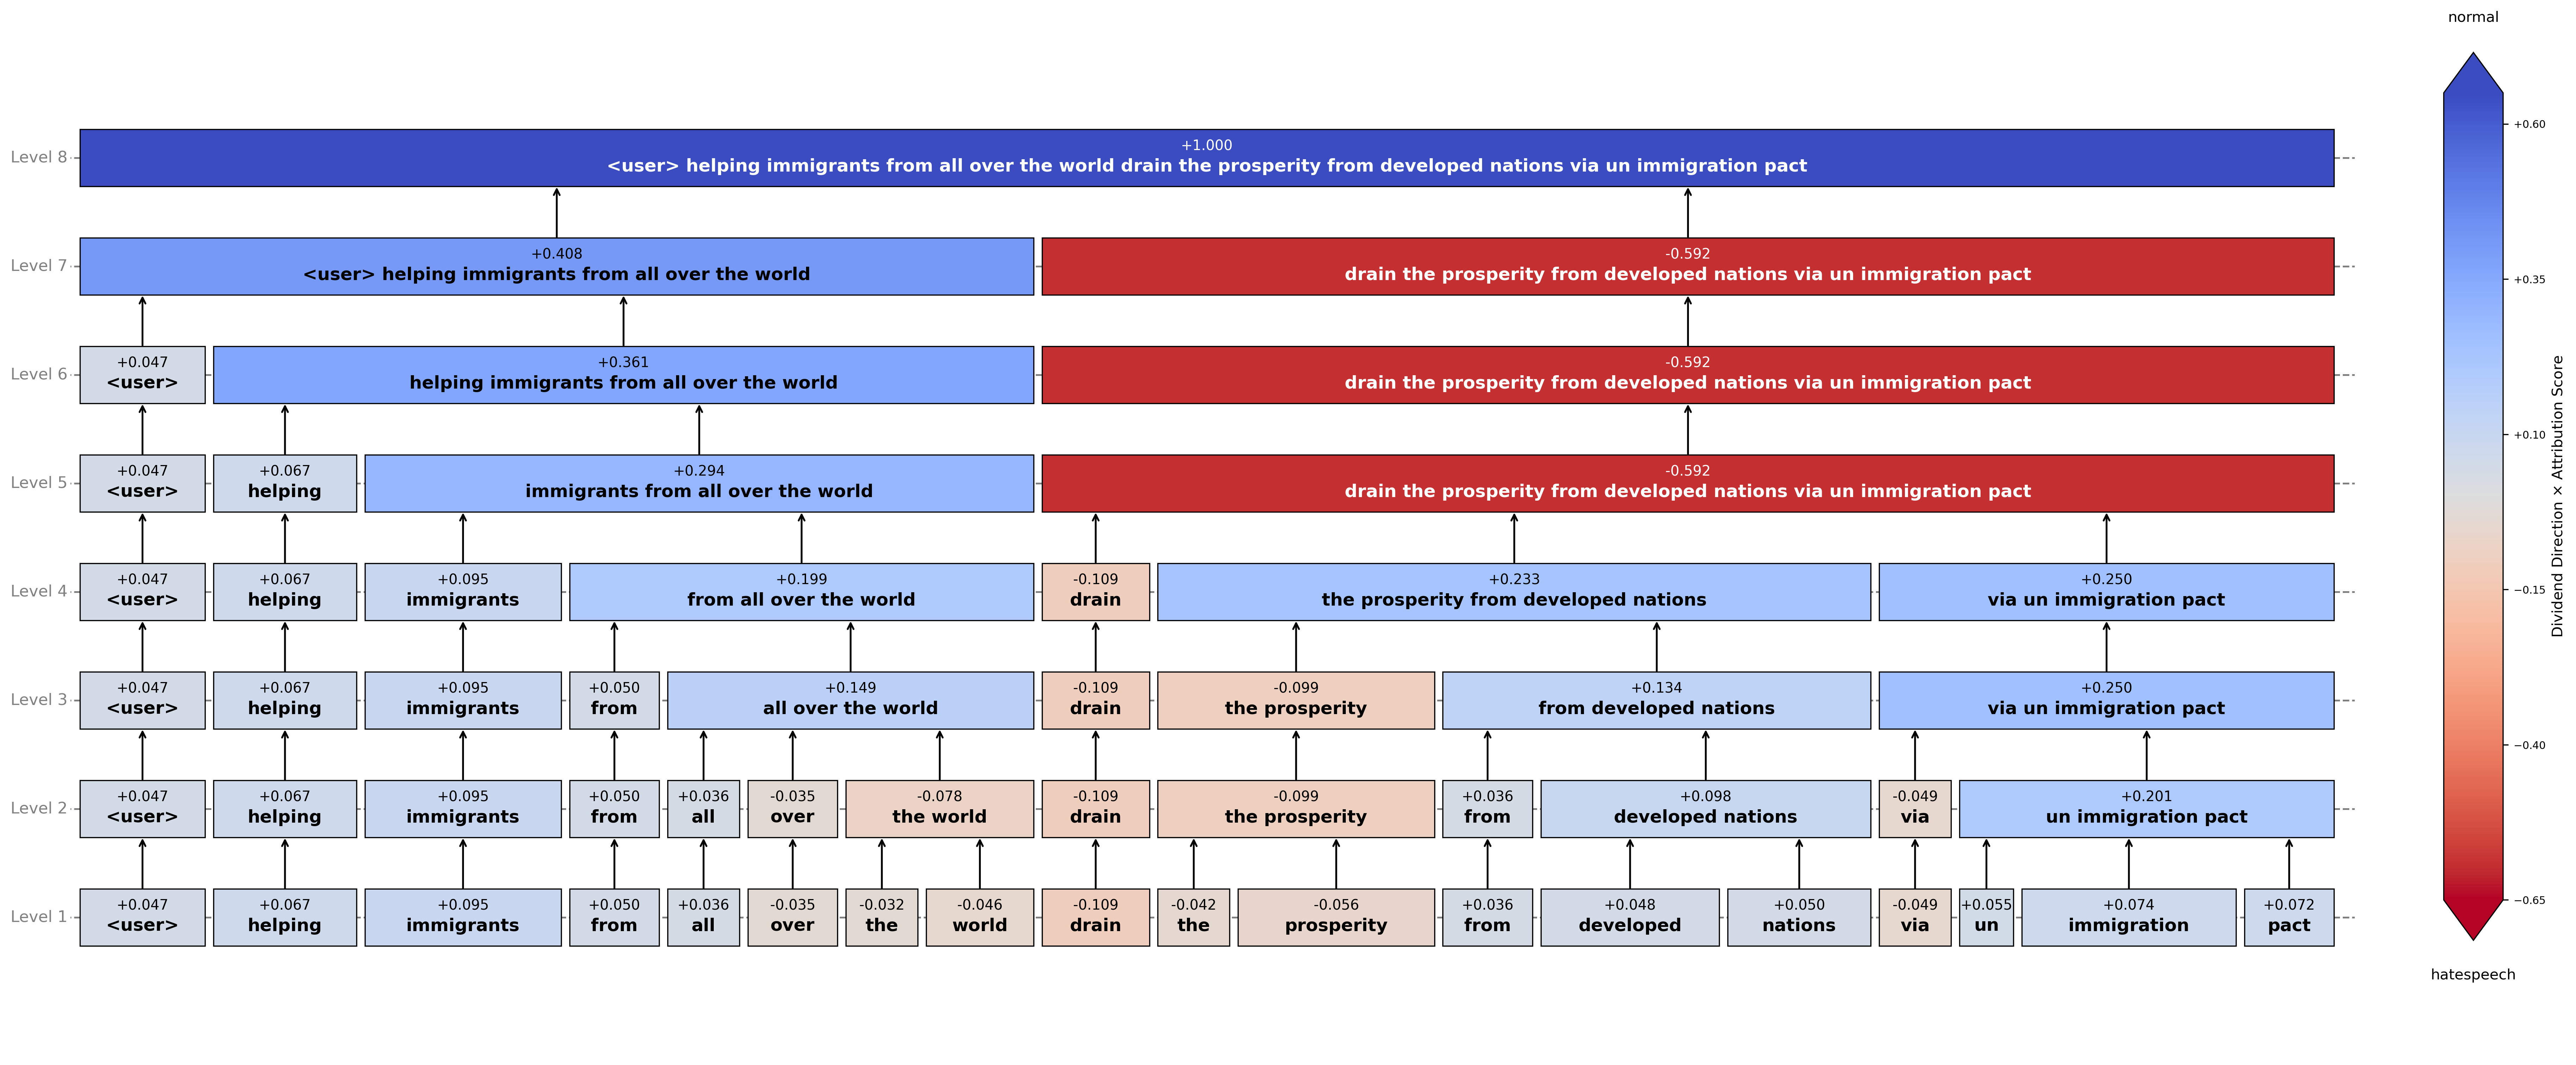 normal
Level 8
+1.000
<user> helping immigrants from all over the world drain the prosperity from developed nations via un immigration pact
Level 7
+0.408
<user> helping immigrants from all over the world
-0.592
drain the prosperity from developed nations via un immigration pact
Level 6
+0.047
<user>
+0.361
helping immigrants from all over the world
-0.592
drain the prosperity from developed nations via un immigration pact
Level 5
+0.047
<user>
+0.067
helping
+0.294
immigrants from all over the world
-0.592
drain the prosperity from developed nations via un immigration pact
Level 4
+0.047
<user>
+0.067
helping
+0.095
immigrants
+0.199
from all over the world
-0.109
drain
+0.233
the prosperity from developed nations
+0.250
via un immigration pact
Level 3
+0.047
<user>
+0.067
helping
+0.095
immigrants
+0.050
from
+0.149
all over the world
-0.109
drain
-0.099
the prosperity
+0.134
from developed nations
+0.250
via un immigration pact
Level 2
+0.047
<user>
+0.067
helping
+0.095
immigrants
+0.050
from
+0.036
all
-0.035
over
-0.078
the world
-0.109
drain
-0.099
the prosperity
+0.036
from
+0.098
developed nations
-0.049
via
+0.201
un immigration pact
Level 1
+0.047
<user>
+0.067
helping
+0.095
immigrants
+0.050
from
+0.036
all
-0.035
over
-0.032
the
-0.046
world
-0.109
drain
-0.042
the
-0.056
prosperity
+0.036
from
+0.048
developed
+0.050
nations
-0.049
via
+0.055
un
+0.074
immigration
+0.072
pact
+0.60
+0.35
+0.10
−0.15
−0.40
−0.65
Dividend Direction × Attribution Score
hatespeech